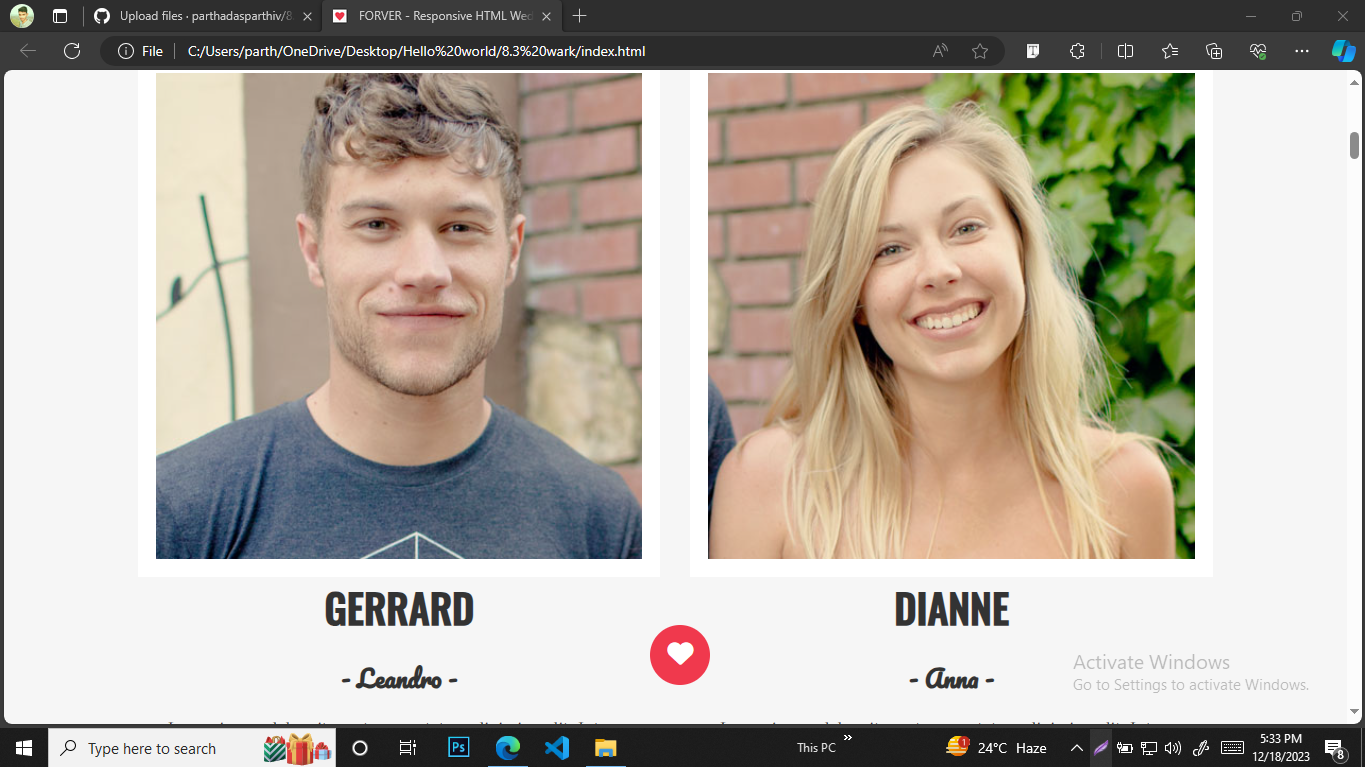 Upload files · parthadasparthiv/8.
FORVER - Responsive HTML Wed
File
C:/Users/parth/OneDrive/Desktop/Hello%20world/8.3%20wark/index.html
GERRARD
DIANNE
- Leandro -
- Anna -
Activate Windows
Go to Settings to activate Windows.
Type here to search
Ps
This PC
1
24°C Haze
5:33 PM
12/18/2023
8